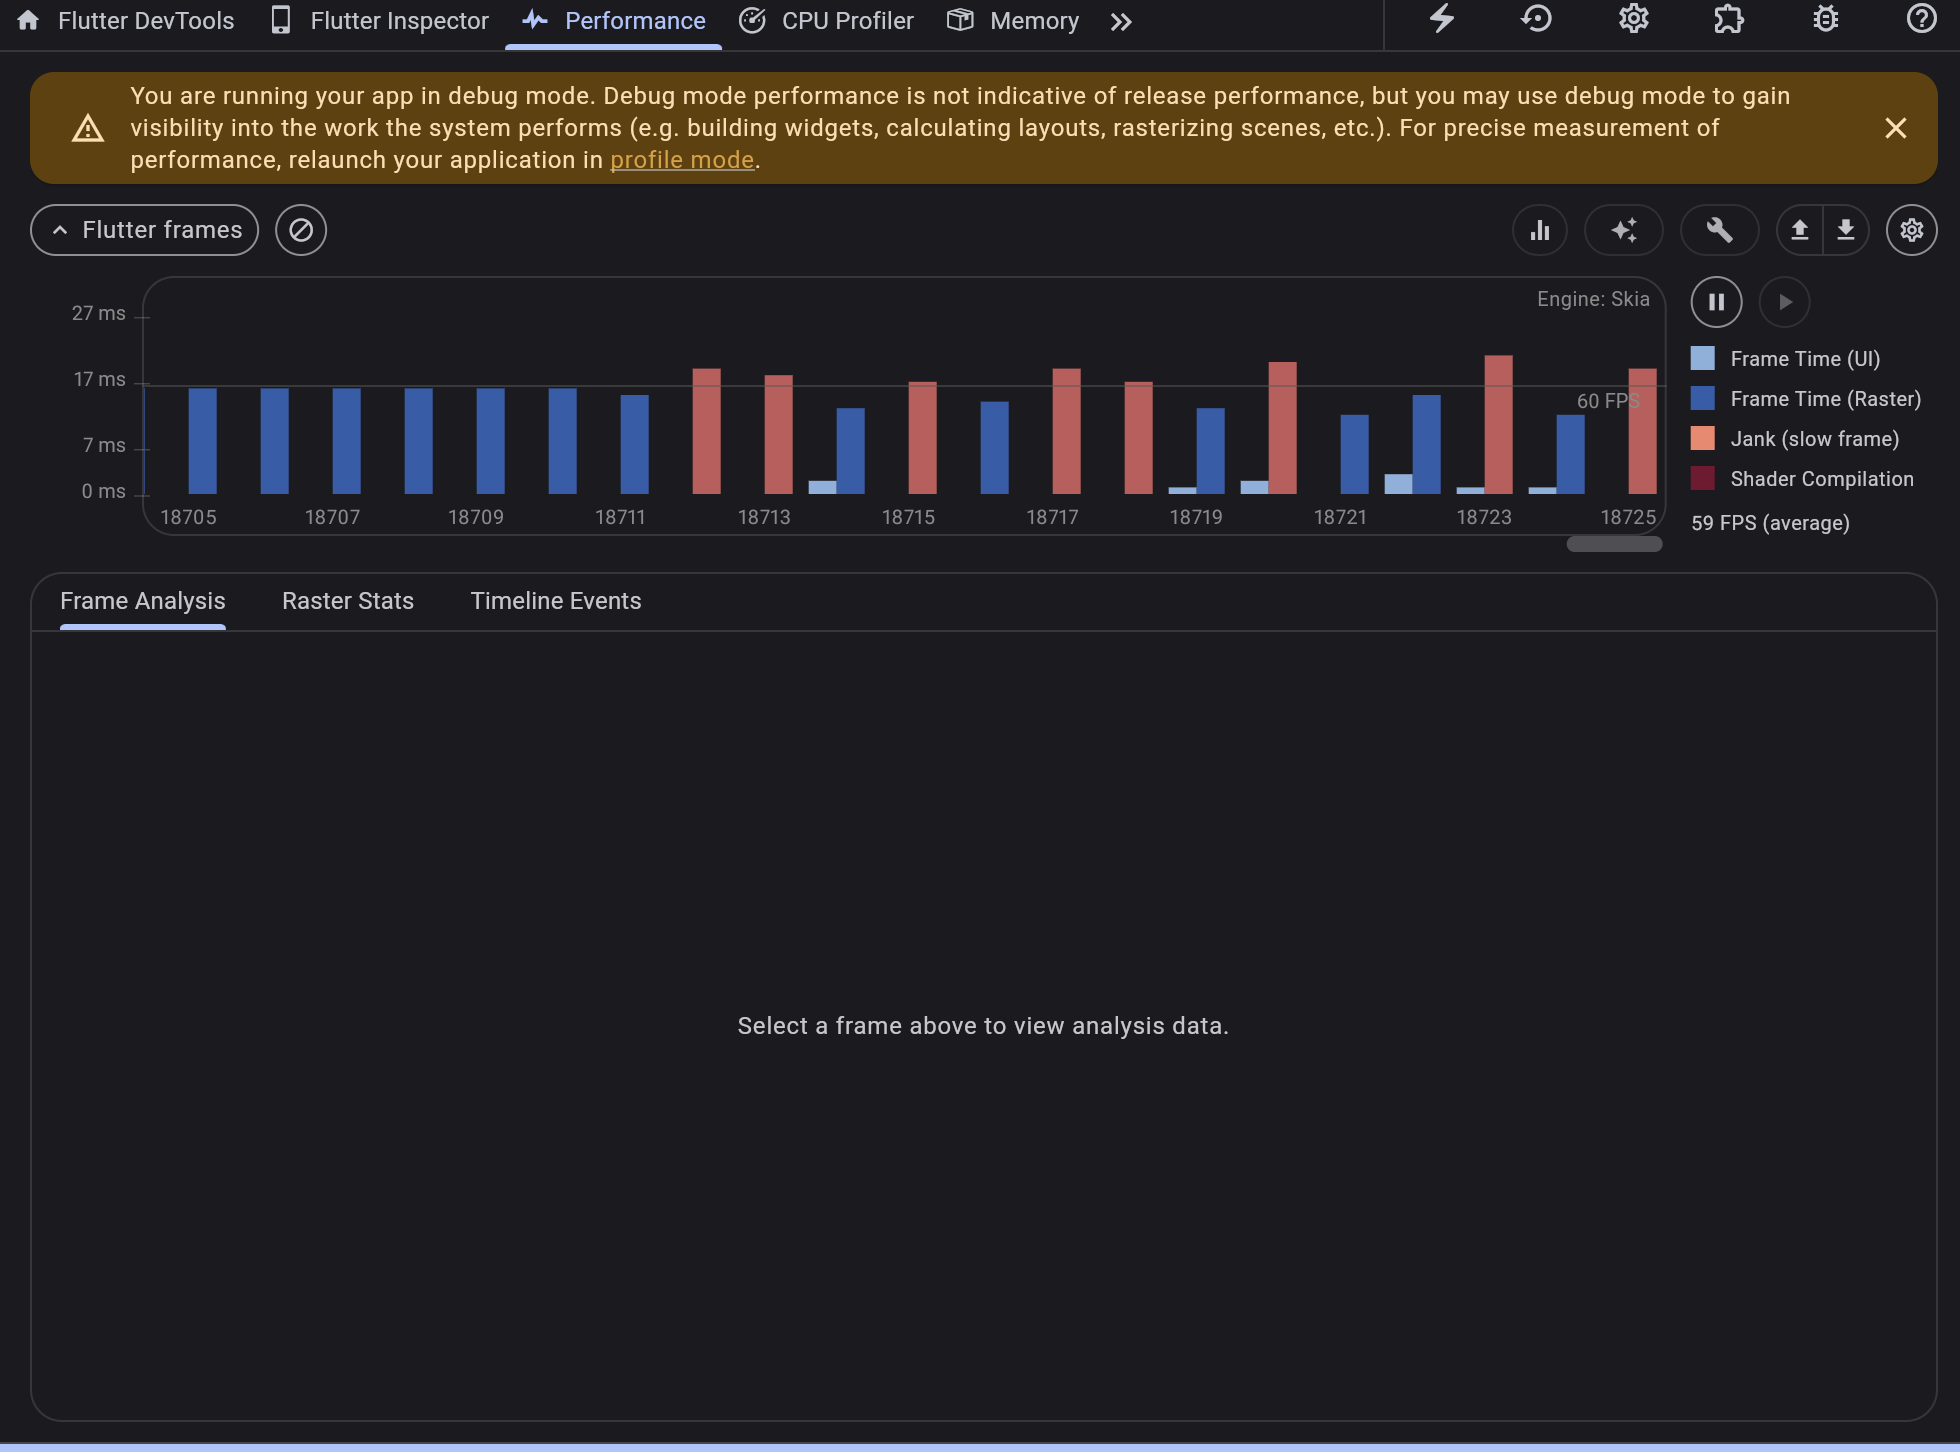 Flutter DevTools
Flutter Inspector
Performance
CPU Profiler
Memory
You are running your app in debug mode. Debug mode performance is not indicative of release performance, but you may use debug mode to gain
visibility into the work the system performs (e.g. building widgets, calculating layouts, rasterizing scenes, etc.). For precise measurement of
performance, relaunch your application in profile mode.
Flutter frames
Engine: Skia
27 ms
17 ms
7 ms
0 ms
60 FPS
18705
18707
18709
18711
18713
18715
18717
18719
18721
18723
18725
Frame Time (UI)
Frame Time (Raster)
Jank (slow frame)
Shader Compilation
59 FPS (average)
Frame Analysis
Raster Stats
Timeline Events
Select a frame above to view analysis data.